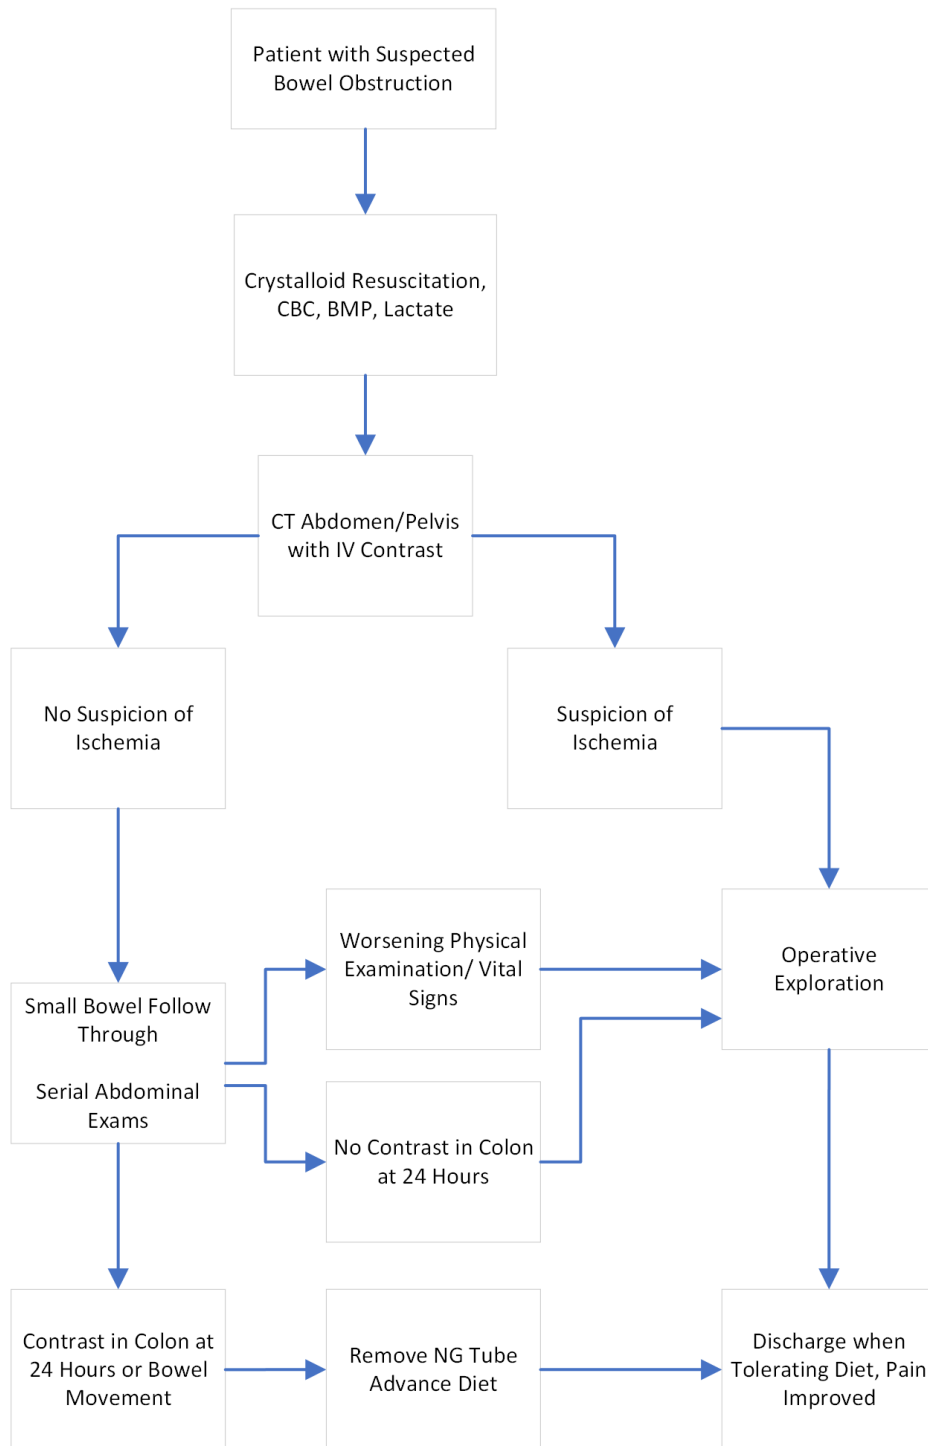 Patient with Suspected
Bowel Obstruction
Crystalloid Resuscitation,
CBC, BMP, Lactate
CT Abdomen/Pelvis
with IV Contrast
No Suspicion of
Ischemia
Suspicion of
Ischemia
Worsening Physical
Examination/ Vital
Signs
Operative
Exploration
Small Bowel Follow
Through
Serial Abdominal
Exams
No Contrast in Colon
at 24 Hours
Contrast in Colon at
24 Hours or Bowel
Movement
Remove NG Tube
Advance Diet
Discharge when
Tolerating Diet, Pain
Improved